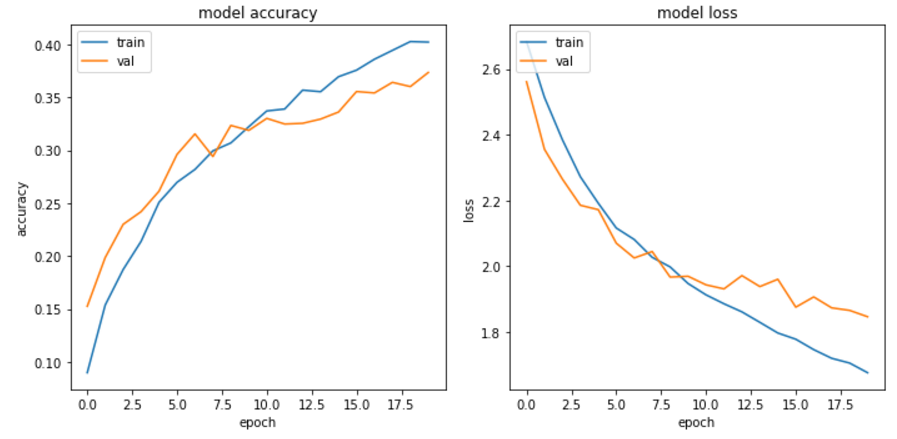 model accuracy
train
val
0.40
0.35
0.30
0.25
0.20
0.15
0.10
accuracy
0.0 2.5 5.0 7.5 10.0 12.5 15.0 17.5
epoch
model loss
train
val
2.6
2.4
2.2
2.0
1.8
loss
0.0 2.5 5.0 7.5 10.0 12.5 15.0 17.5
epoch